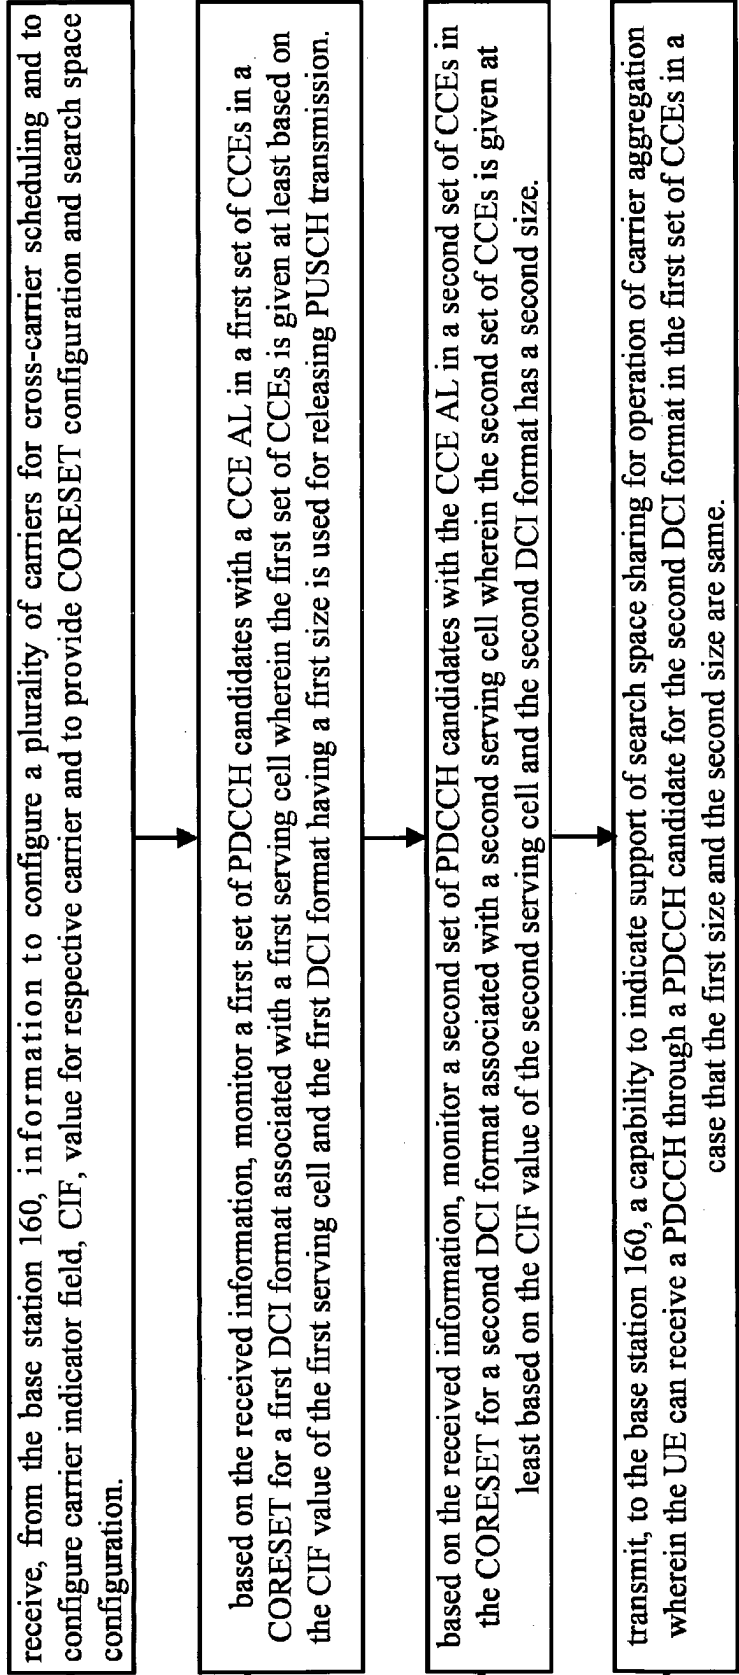 receive, from the base station 160, information to configure a plurality of carriers for cross-carrier scheduling and to
configure carrier indicator field, CIF, value for respective carrier and to provide CORESET configuration and search space
configuration.
based on the received information, monitor a first set of PDCCH candidates with a CCE AL in a first set of CCEs in a
CORESET for a first DCI format associated with a first serving cell wherein the first set of CCEs is given at least based on
the CIF value of the first serving cell and the first DCI format having a first size is used for releasing PUSCH transmission.
based on the received information, monitor a second set of PDCCH candidates with the CCE AL in a second set of CCEs in
the CORESET for a second DCI format associated with a second serving cell wherein the second set of CCEs is given at
least based on the CIF value of the second serving cell and the second DCI format has a second size.
transmit, to the base station 160, a capability to indicate support of search space sharing for operation of carrier aggregation
wherein the UE can receive a PDCCH through a PDCCH candidate for the second DCI format in the first set of CCEs in a
case that the first size and the second size are same.